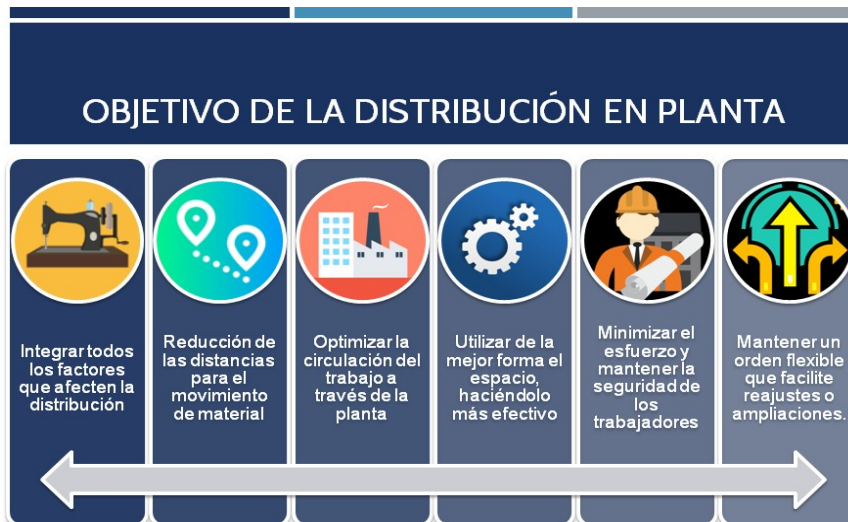 OBJETIVO DE LA DISTRIBUCIÓN EN PLANTA
Integrar todos
los factores
que afecten la
distribución
Reducción de
las distancias
para el
movimiento
de material
Optimizar la
circulación del
trabajo a
través de la
planta
Utilizar de la
mejor forma el
espacio,
haciéndolo
más efectivo
Minimizar el
esfuerzo y
mantener la
seguridad de
los
trabajadores
Mantener un
orden flexible
que facilite
reajustes o
ampliaciones.